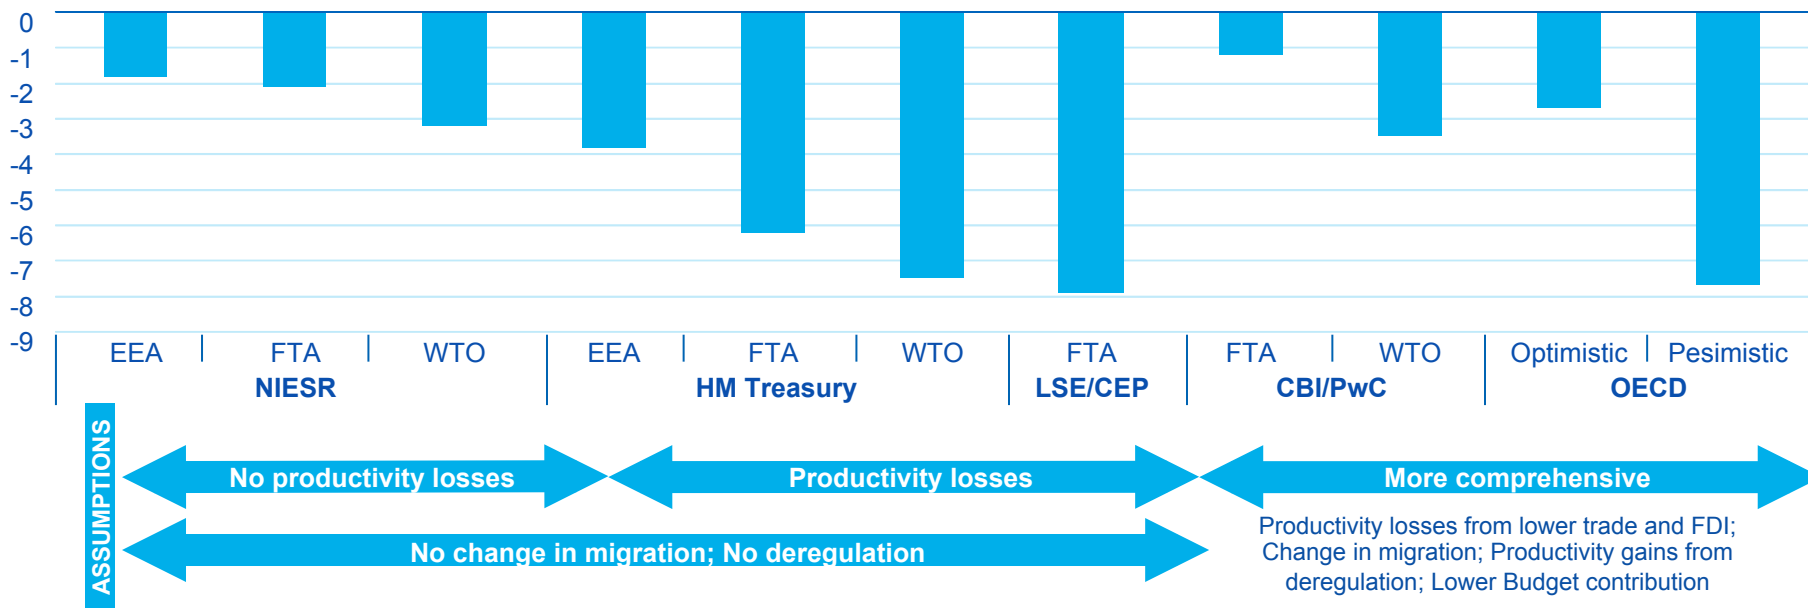 0
-1
-2
-3
-4
-5
-6
-7
-8
-9
EEA FTA WTO EEA FTA WTO FTA FTA WTO Optimistic Pesimistic
NIESR HM Treasury LSE/CEP CBI/PwC OECD
ASSUMPTIONS
No productivity losses Productivity losses More comprehensive
No change in migration; No deregulation
Productivity losses from lower trade and FDI;
Change in migration; Productivity gains from
deregulation; Lower Budget contribution